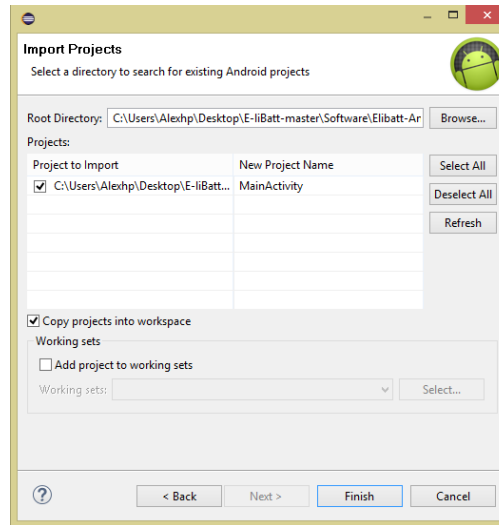 Import Projects
Select a directory to search for existing Android projects
Root Directory: C:\Users\Alexhp\Desktop\E-liBatt-master\Software\Elibatt-Ar Browse...
Projects:
Project to Import New Project Name Select All
C:\Users\Alexhp\Desktop\E-liBatt... MainActivity Deselect All
Refresh
Copy projects into workspace
Working sets
Add project to working sets
Working sets: Select...
? < Back Next > Finish Cancel